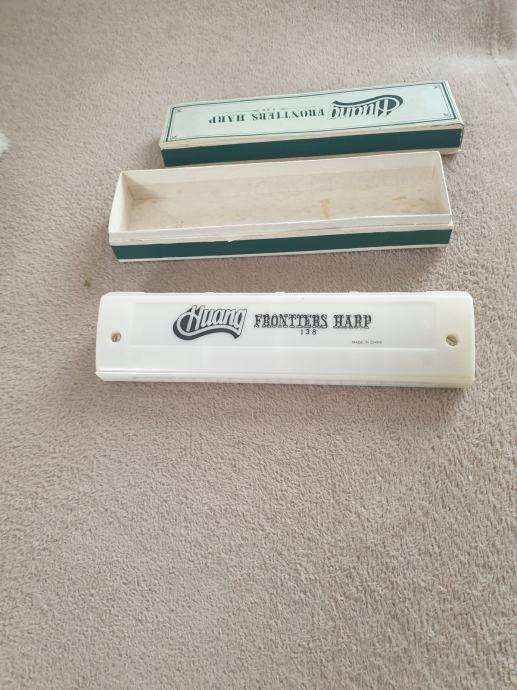 Huang
FRONTIERS HARP
Huang FRONTIERS HARP
138
MADE IN CHINA